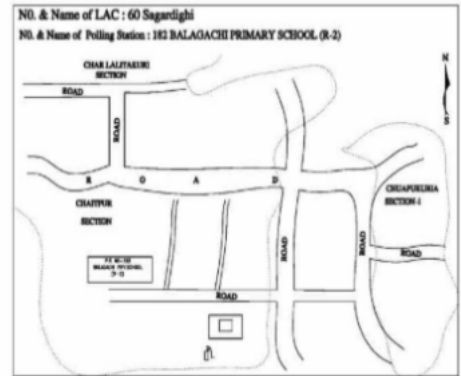 N0. & Name of LAC : 60 Sagardighi
N0. & Name of Polling Station : 182 BALAGACHI PRIMARY SCHOOL (R-2)
CHAR LALITAKURI
SECTION
N
S
ROAD
ROAD
R O A D
CHAITPUR
SECTION
CHUAPUKURIA
SECTION-1
ROAD
ROAD
ROAD
ROAD